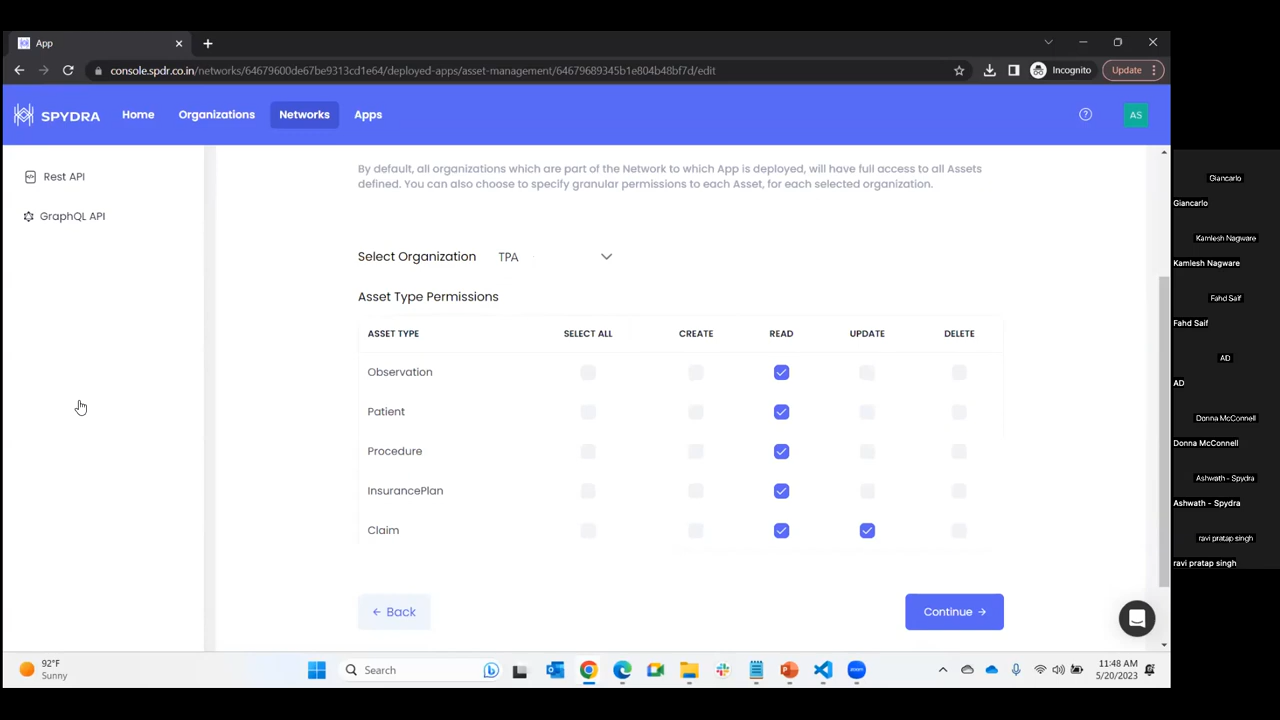 App
console.spdr.co.in/networks/64679600de67be9313cd1e64/deployed-apps/asset-management/64679689345b1e804b48bf7d/edit
Incognito
Update
SPYDRA
Home
Organizations
Networks
Apps
AS
Rest API
GraphQL API
By default, all organizations which are part of the Network to which App is deployed, will have full access to all Assets
defined. You can also choose to specify granular permissions to each Asset, for each selected organization.
Select Organization TPA
Asset Type Permissions
ASSET TYPE SELECT ALL CREATE READ UPDATE DELETE
Observation
Patient
Procedure
InsurancePlan
Claim
← Back
Continue →
Giancarlo
Giancarlo
Kamlesh Nagware
Kamlesh Nagware
Fahd Saif
Fahd Saif
AD
AD
Donna McConnell
Donna McConnell
Ashwath - Spydra
Ashwath - Spydra
ravi pratap singh
ravi pratap singh
92°F
Sunny
Search
11:48 AM
5/20/2023